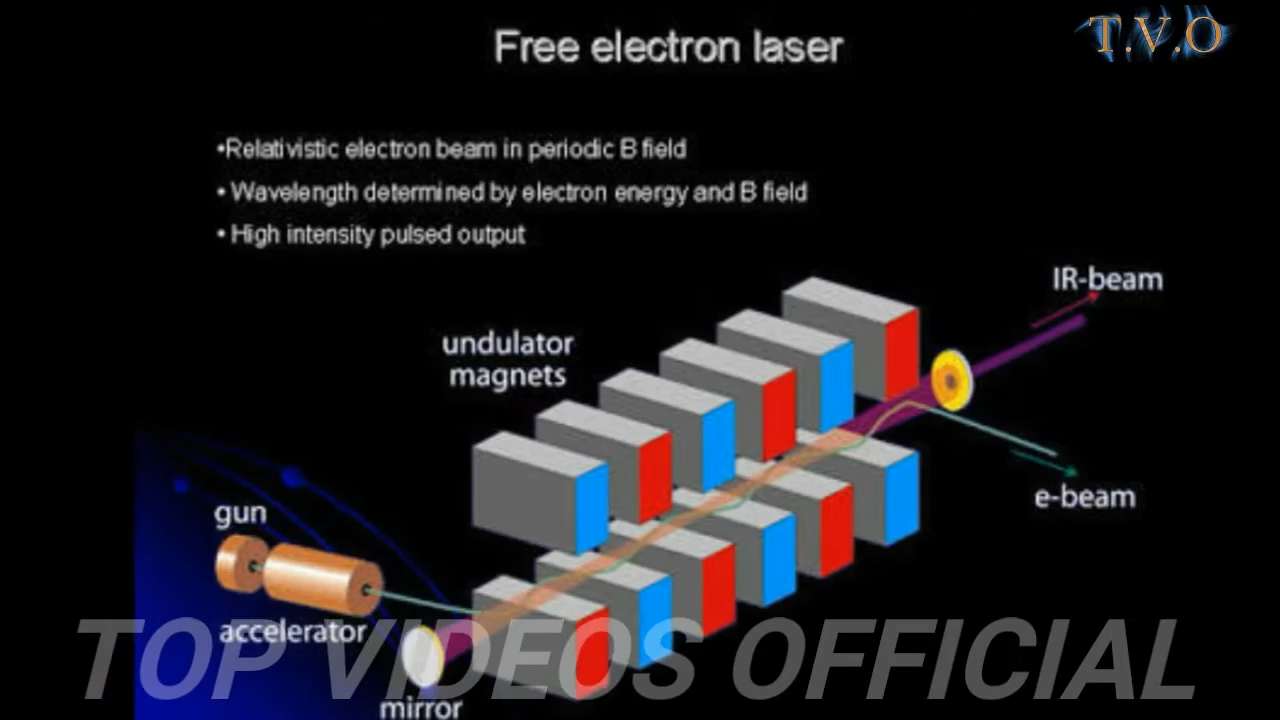 Free electron laser
T.V.O
•Relativistic electron beam in periodic B field
• Wavelength determined by electron energy and B field
• High intensity pulsed output
IR-beam
undulator
magnets
e-beam
gun
accelerator
TOP VIDEOS OFFICIAL
mirror